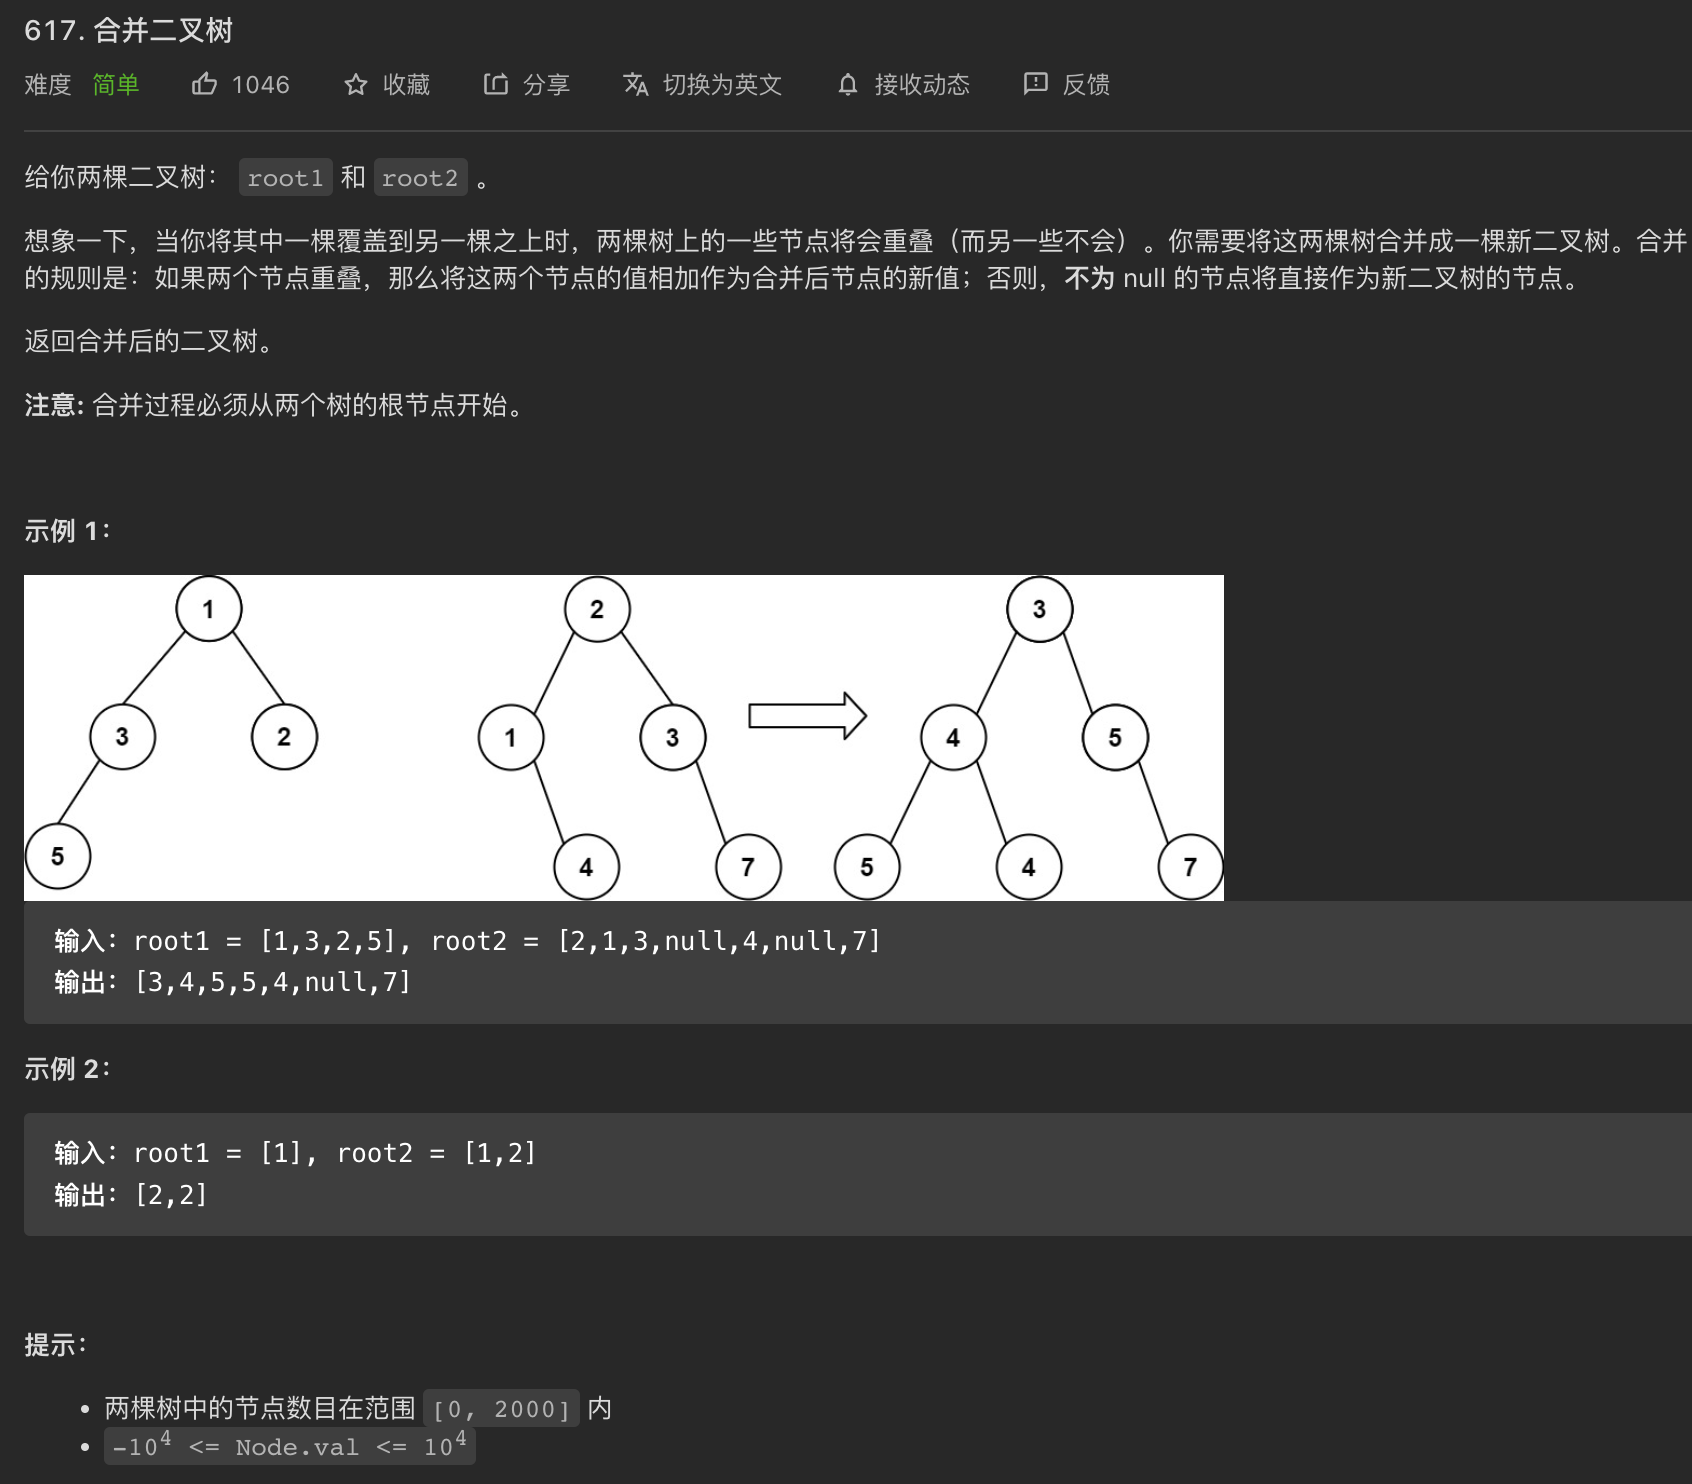 617. 合并二叉树
难度 简单 1046 收藏 分享 切换为英文 接收动态 反馈
给你两棵二叉树： root1 和 root2 。
想象一下，当你将其中一棵覆盖到另一棵之上时，两棵树上的一些节点将会重叠（而另一些不会）。你需要将这两棵树合并成一棵新二叉树。合并
的规则是：如果两个节点重叠，那么将这两个节点的值相加作为合并后节点的新值；否则，不为 null 的节点将直接作为新二叉树的节点。
返回合并后的二叉树。
注意: 合并过程必须从两个树的根节点开始。
示例 1：
1 2 3
3 2 1 3 4 5
5 4 7 5 4 7
输入：root1 = [1,3,2,5], root2 = [2,1,3,null,4,null,7]
输出：[3,4,5,5,4,null,7]
示例 2：
输入：root1 = [1], root2 = [1,2]
输出：[2,2]
提示：
• 两棵树中的节点数目在范围 [0, 2000] 内
• -10⁴ <= Node.val <= 10⁴